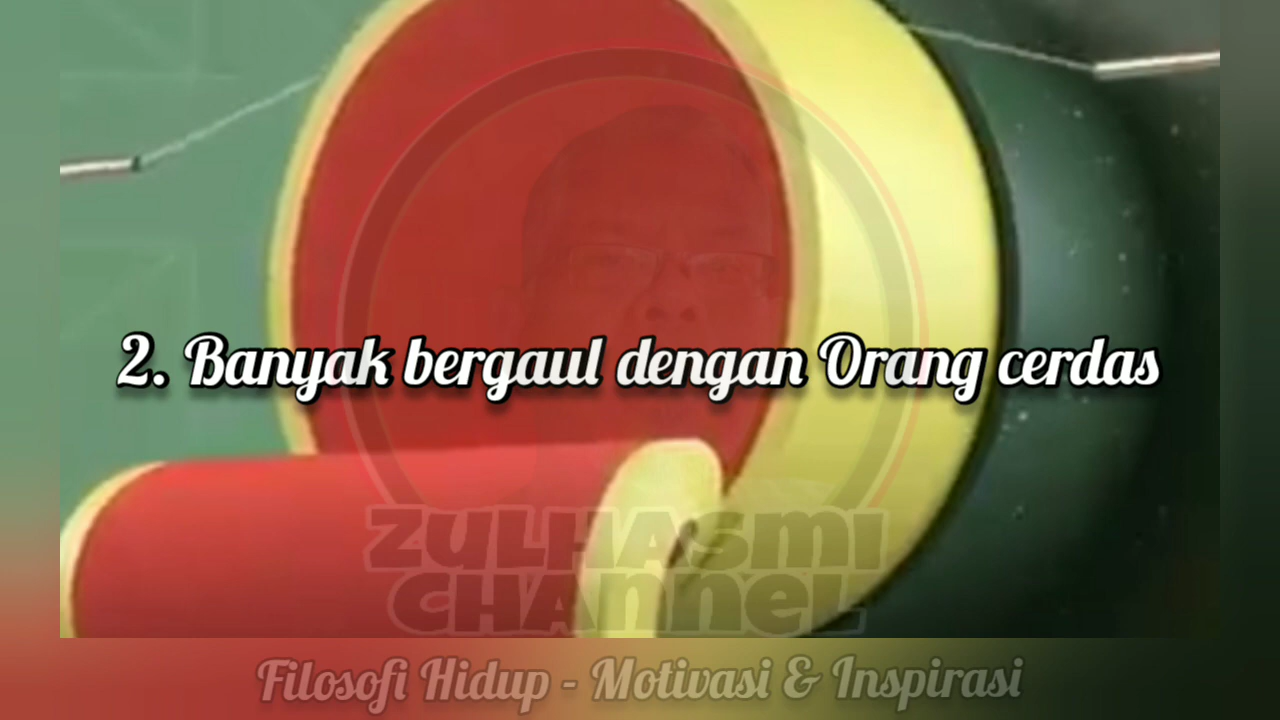 2. Banyak bergaul dengan Orang cerdas
ZULHASMI
CHANNEL
Filosofi Hidup - Motivasi & Inspirasi